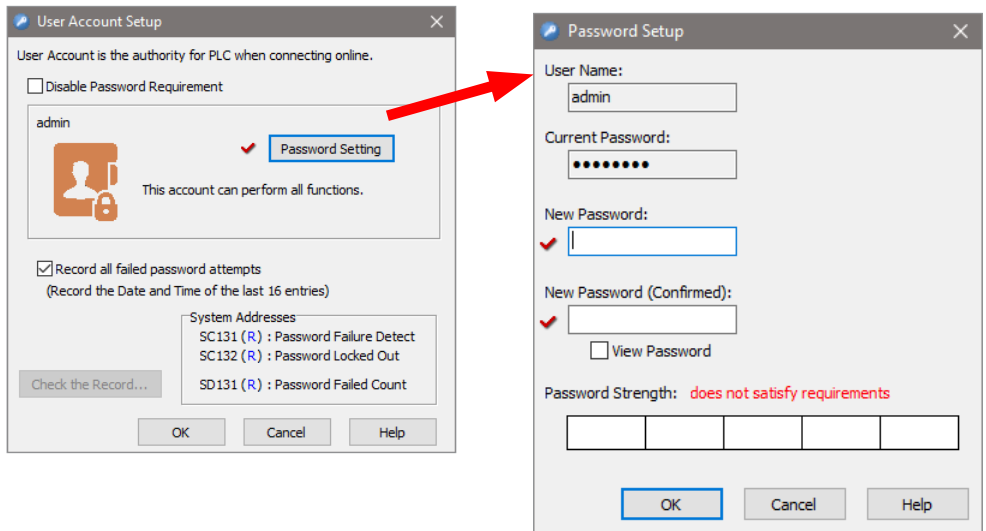 User Account Setup
User Account is the authority for PLC when connecting online.
Disable Password Requirement
admin
Password Setting
This account can perform all functions.
Record all failed password attempts
(Record the Date and Time of the last 16 entries)
System Addresses
SC131 (R) : Password Failure Detect
SC132 (R) : Password Locked Out
SD131 (R) : Password Failed Count
Check the Record...
OK Cancel Help
Password Setup
User Name:
admin
Current Password:
••••••••
New Password:
New Password (Confirmed):
View Password
Password Strength: does not satisfy requirements
OK Cancel Help